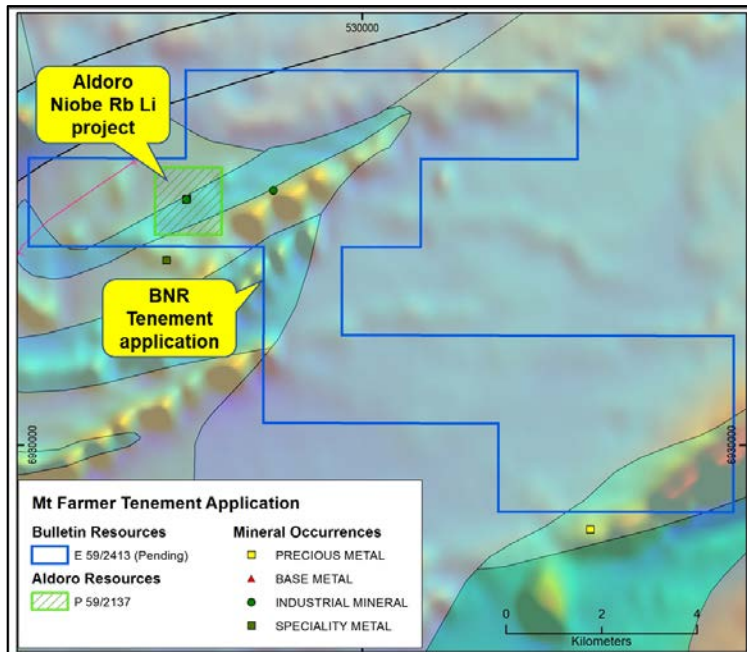 530000
Aldoro
Niobe Rb Li
project
BNR
Tenement
application
6930000
6930000
Mt Farmer Tenement Application
Bulletin Resources
E 59/2413 (Pending)
Aldoro Resources
P 59/2137
Mineral Occurrences
PRECIOUS METAL
BASE METAL
INDUSTRIAL MINERAL
SPECIALITY METAL
0 2 4
Kilometers